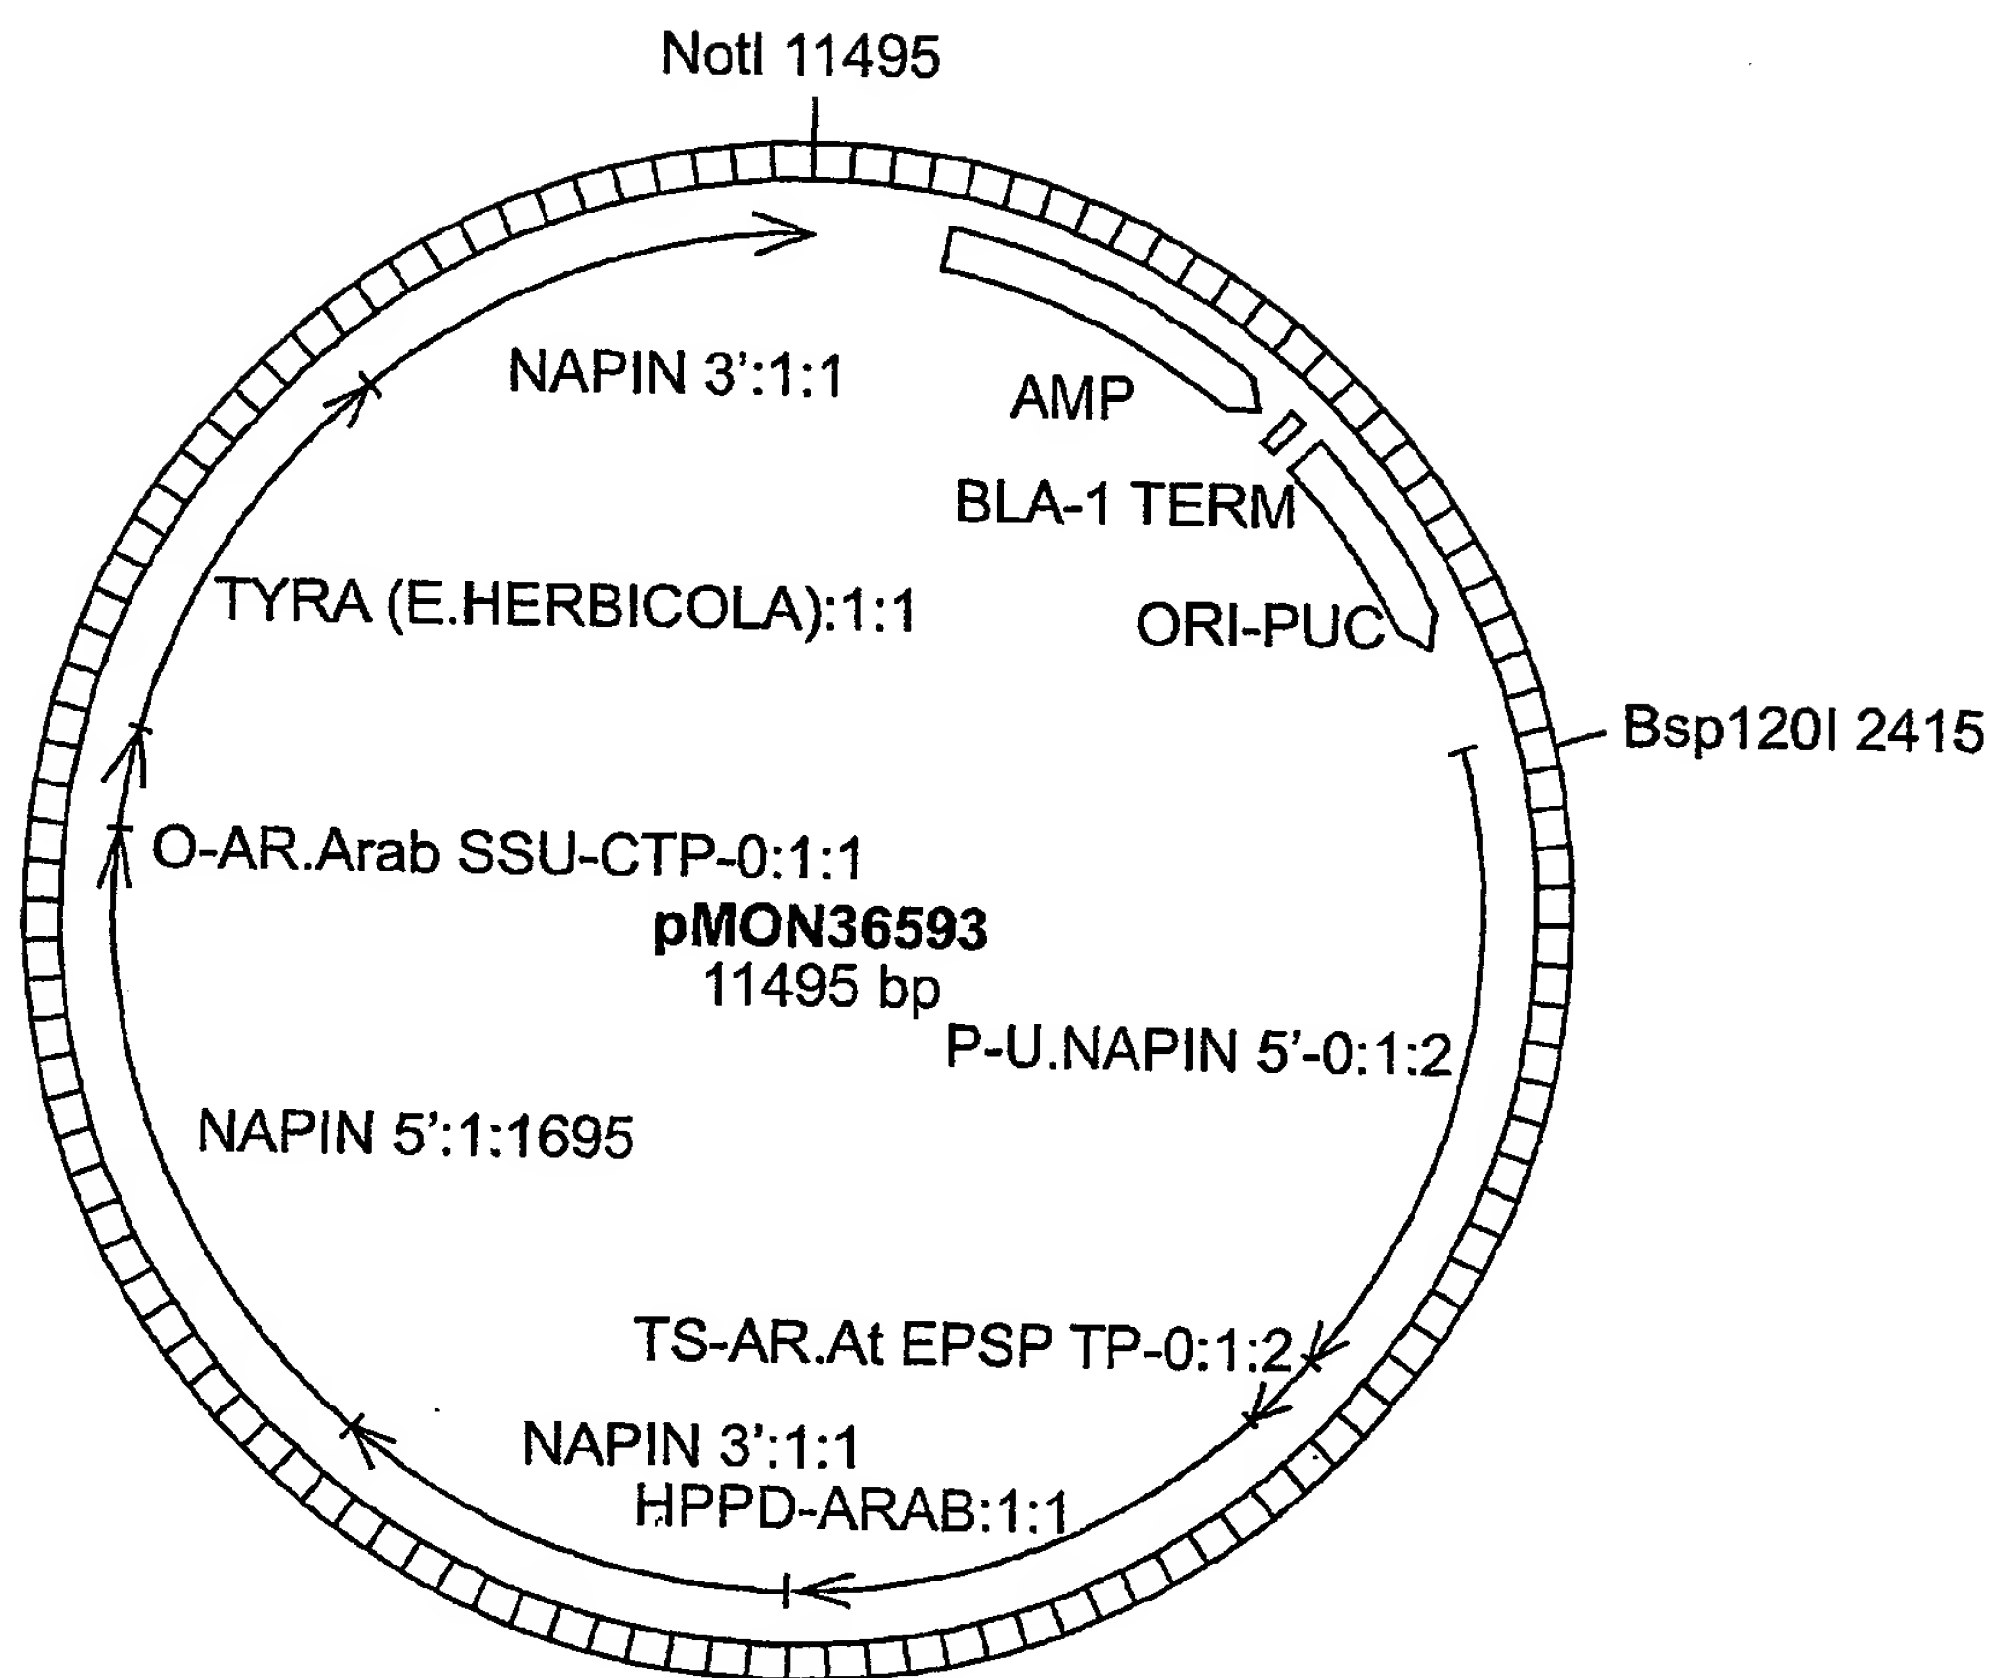 NotI 11495
NAPIN 3':1:1
AMP
BLA-1 TERM
TYRA (E.HERBICOLA):1:1
ORI-PUC
Bsp120I 2415
O-AR.Arab SSU-CTP-0:1:1
pMON36593
11495 bp
P-U.NAPIN 5'-0:1:2
NAPIN 5':1:1695
TS-AR.At EPSP TP-0:1:2
NAPIN 3':1:1
HPPD-ARAB:1:1